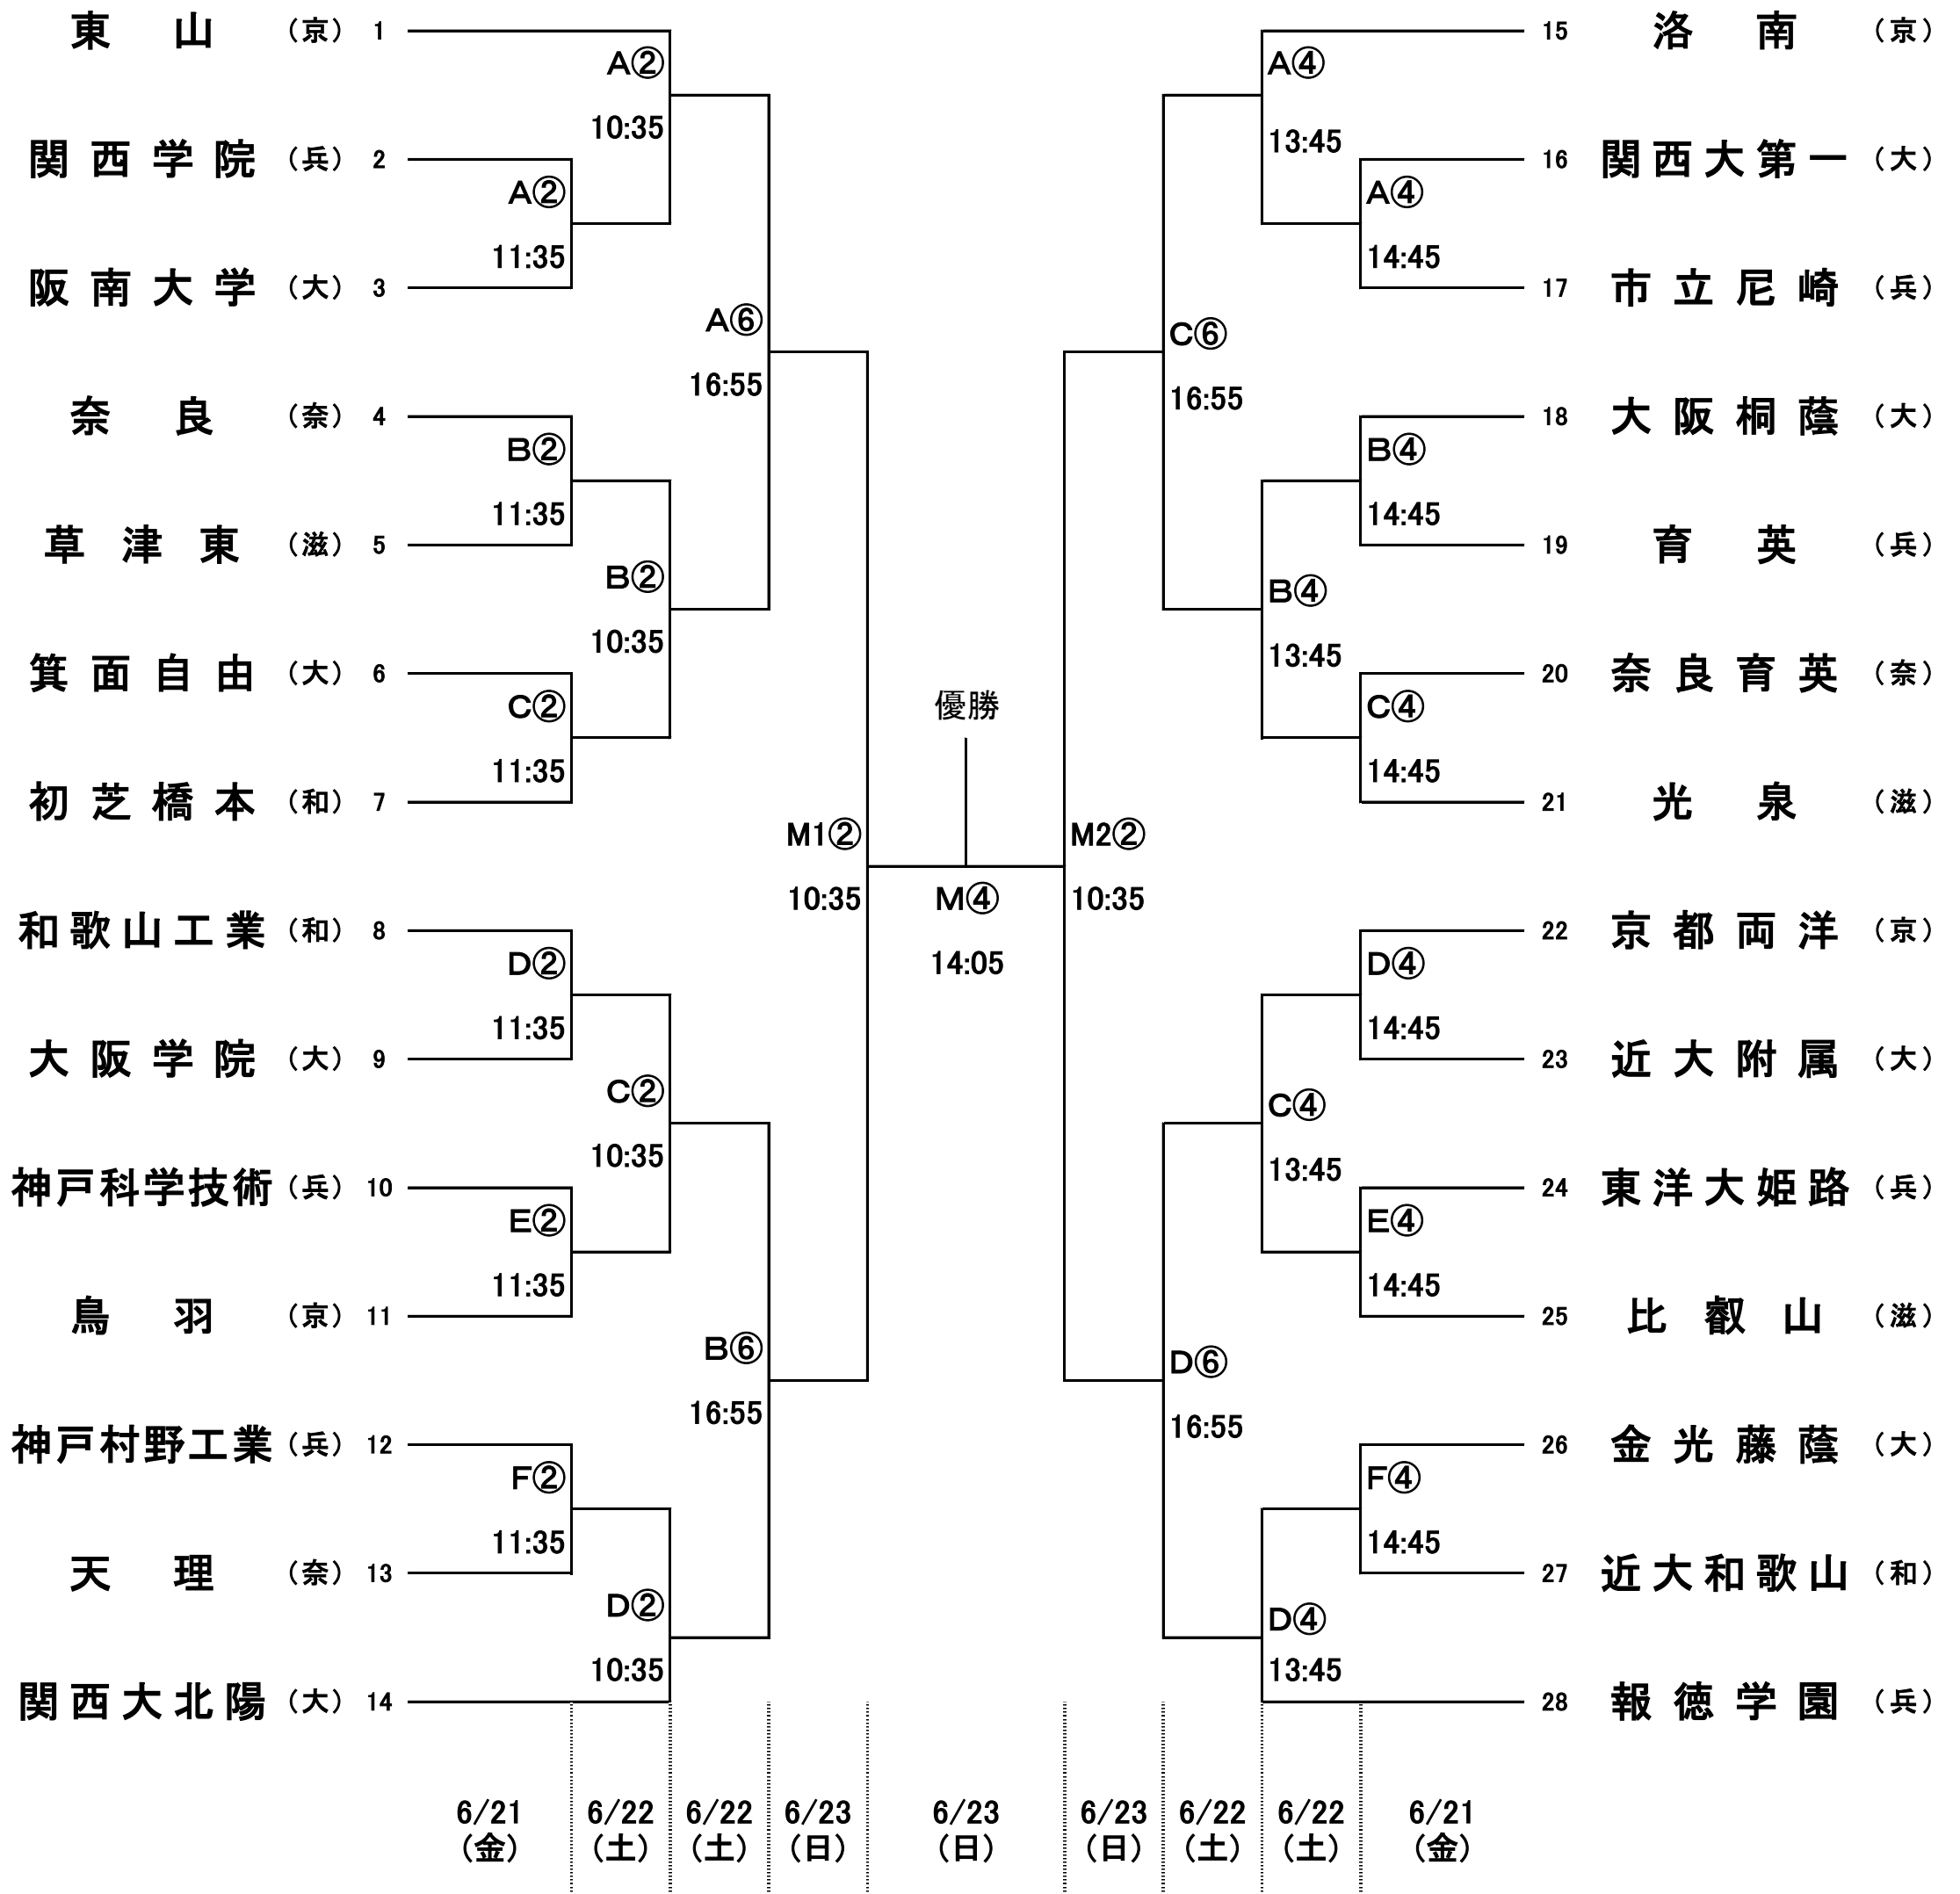 東山 （京） 1
A②
10:35
関西学院 （兵） 2
A②
11:35
阪南大学 （大） 3
A⑥
16:55
奈良 （奈） 4
B②
11:35
草津東 （滋） 5
B②
10:35
箕面自由 （大） 6
C②
11:35
初芝橋本 （和） 7
M1②
10:35
和歌山工業 （和） 8
D②
11:35
大阪学院 （大） 9
C②
10:35
神戸科学技術 （兵） 10
E②
11:35
鳥羽 （京） 11
B⑥
16:55
神戸村野工業 （兵） 12
F②
11:35
天理 （奈） 13
D②
10:35
関西大北陽 （大） 14
優勝
M④
14:05
15 洛南 （京）
A④
13:45
16 関西大第一 （大）
A④
14:45
17 市立尼崎 （兵）
C⑥
16:55
18 大阪桐蔭 （大）
B④
14:45
19 育英 （兵）
B④
13:45
20 奈良育英 （奈）
C④
14:45
21 光泉 （滋）
M2②
10:35
22 京都両洋 （京）
D④
14:45
23 近大附属 （大）
C④
13:45
24 東洋大姫路 （兵）
E④
14:45
25 比叡山 （滋）
D⑥
16:55
26 金光藤蔭 （大）
F④
14:45
27 近大和歌山 （和）
D④
13:45
28 報徳学園 （兵）
6/21 6/22 6/22 6/23 6/23 6/23 6/22 6/22 6/21
（金） （土） （土） （日） （日） （日） （土） （土） （金）